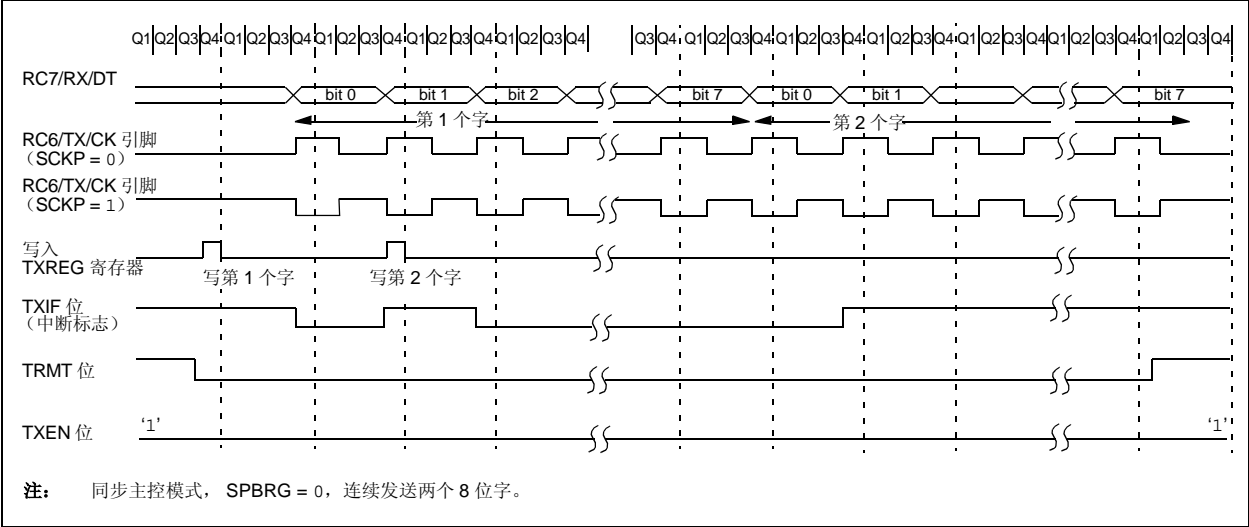 Q1 Q2 Q3 Q4 Q1 Q2 Q3 Q4 Q1 Q2 Q3 Q4 Q1 Q2 Q3 Q4 Q1 Q2 Q3 Q4 Q3 Q4 Q1 Q2 Q3 Q4 Q1 Q2 Q3 Q4 Q1 Q2 Q3 Q4 Q1 Q2 Q3 Q4 Q1 Q2 Q3 Q4 Q1 Q2 Q3 Q4
RC7/RX/DT
bit 0 bit 1 bit 2 bit 7 bit 0 bit 1 bit 7
第 1 个字 第 2 个字
RC6/TX/CK 引脚
（SCKP = 0）
RC6/TX/CK 引脚
（SCKP = 1）
写入
TXREG 寄存器
写第 1 个字 写第 2 个字
TXIF 位
（中断标志）
TRMT 位
TXEN 位 ‘1’ ‘1’
注： 同步主控模式， SPBRG = 0，连续发送两个 8 位字。